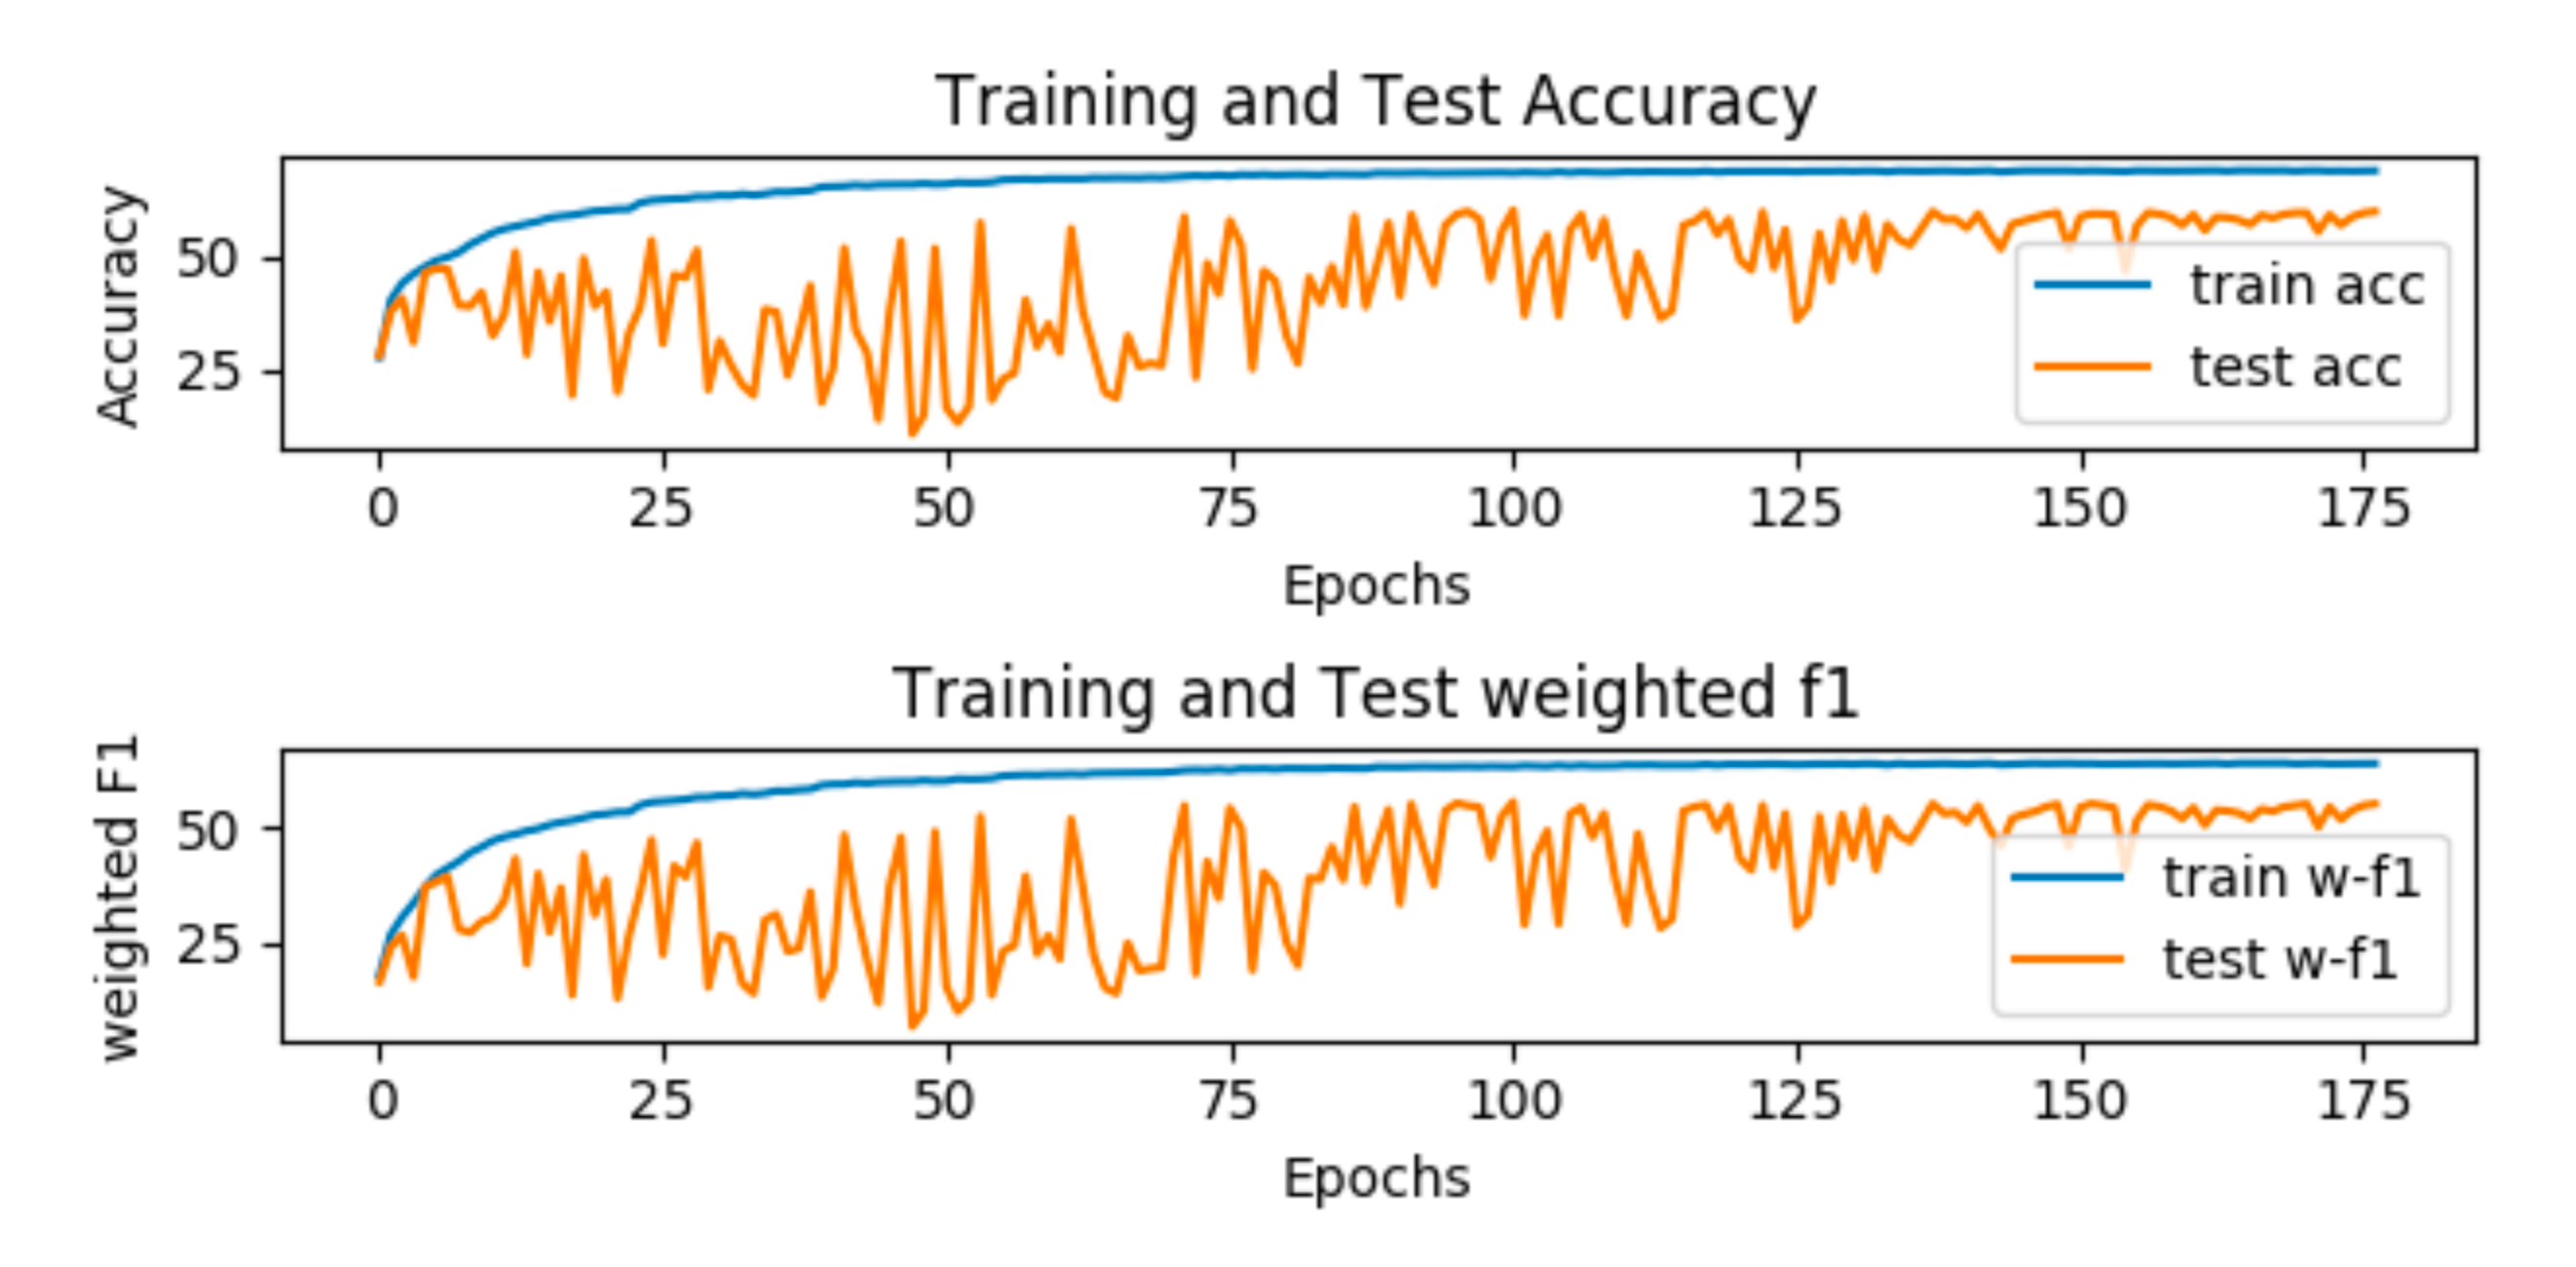 Training and Test Accuracy
Accuracy
50
25
train acc
test acc
0 25 50 75 100 125 150 175
Epochs
Training and Test weighted f1
weighted F1
50
25
train w-f1
test w-f1
0 25 50 75 100 125 150 175
Epochs